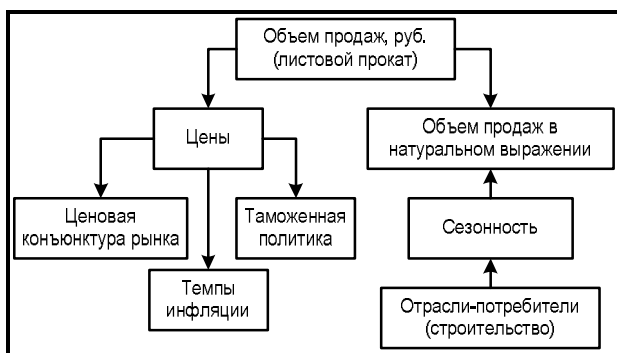 Объем продаж, руб.
(листовой прокат)
Цены
Объем продаж в
натуральном выражении
Ценовая
конъюнктура рынка
Таможенная
политика
Сезонность
Темпы
инфляции
Отрасли-потребители
(строительство)